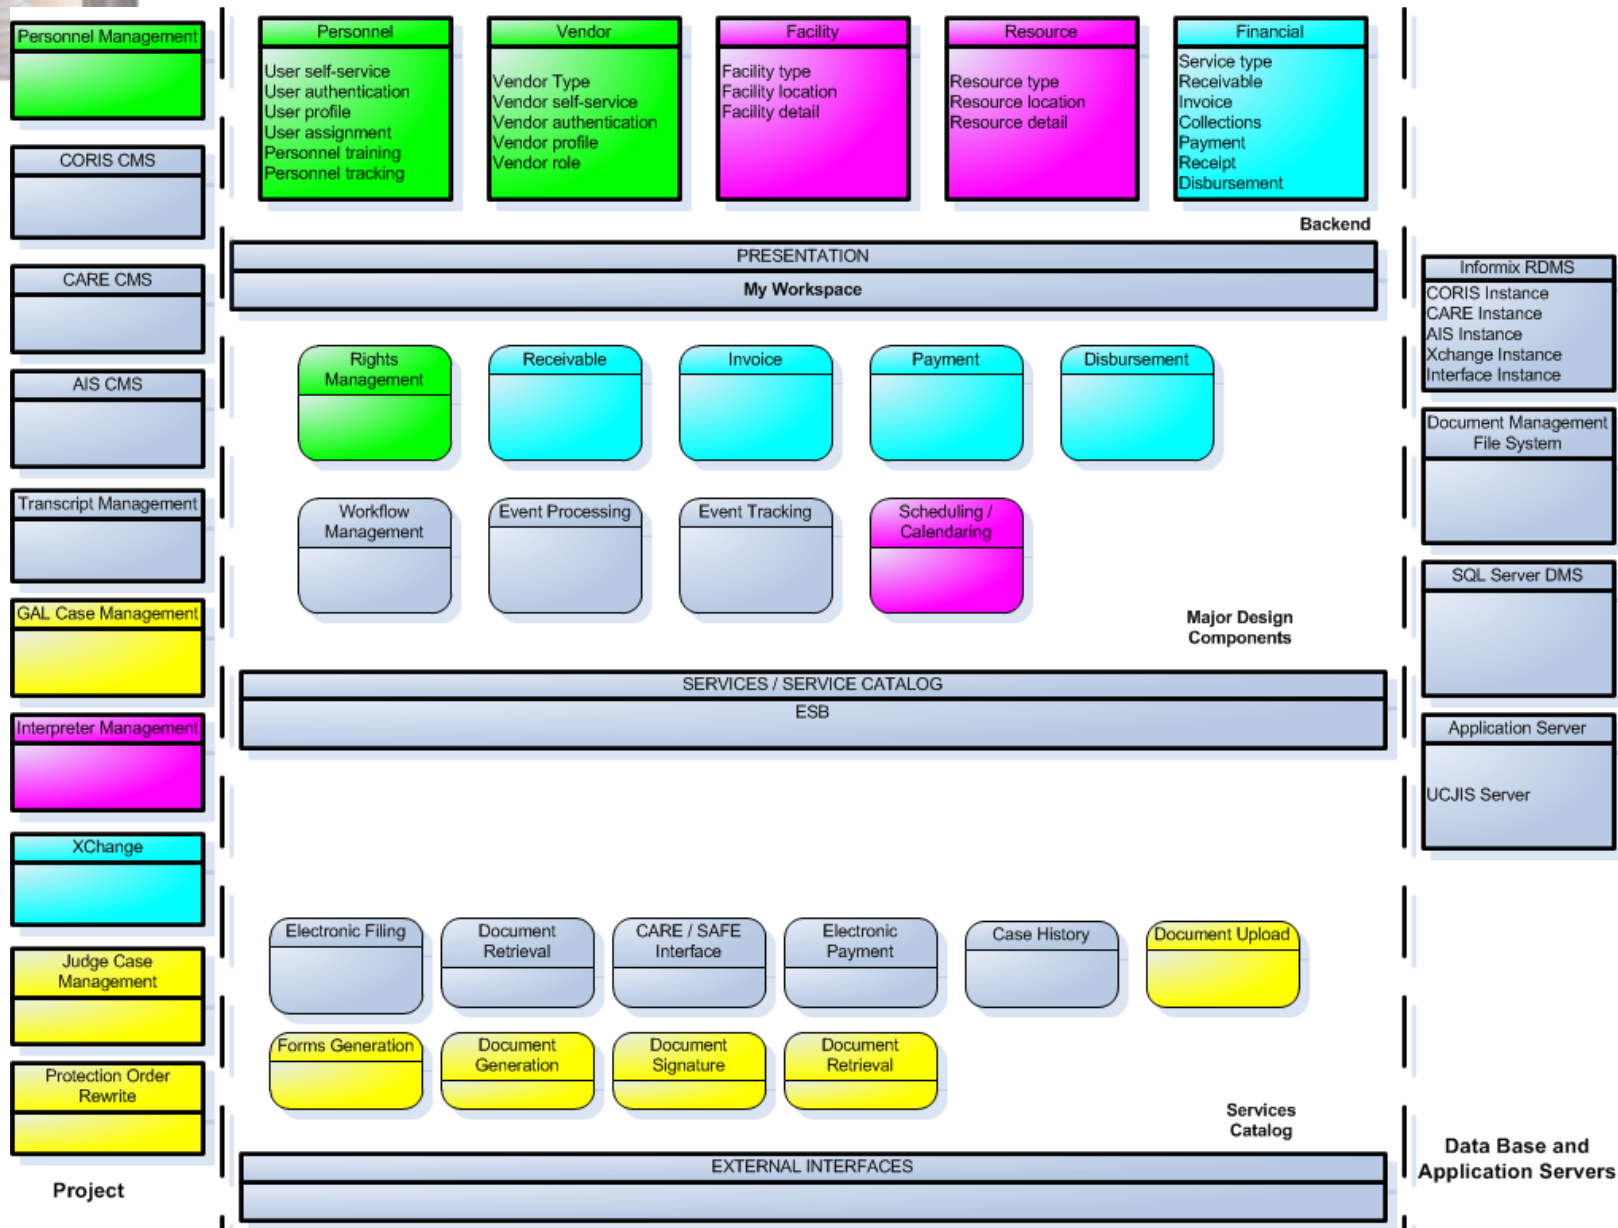 Personnel Management
CORIS CMS
CARE CMS
AIS CMS
Transcript Management
GAL Case Management
Interpreter Management
XChange
Judge Case
Management
Protection Order
Rewrite
Project
Personnel
User self-service
User authentication
User profile
User assignment
Personnel training
Personnel tracking
Vendor
Vendor Type
Vendor self-service
Vendor authentication
Vendor profile
Vendor role
Facility
Facility type
Facility location
Facility detail
Resource
Resource type
Resource location
Resource detail
Financial
Service type
Receivable
Invoice
Collections
Payment
Receipt
Disbursement
Backend
PRESENTATION
My Workspace
Rights
Management
Receivable
Invoice
Payment
Disbursement
Workflow
Management
Event Processing
Event Tracking
Scheduling /
Calendaring
Major Design
Components
SERVICES / SERVICE CATALOG
ESB
Electronic Filing
Document
Retrieval
CARE / SAFE
Interface
Electronic
Payment
Case History
Document Upload
Forms Generation
Document
Generation
Document
Signature
Document
Retrieval
Services
Catalog
EXTERNAL INTERFACES
Informix RDMS
CORIS Instance
CARE Instance
AIS Instance
Xchange Instance
Interface Instance
Document Management
File System
SQL Server DMS
Application Server
UCJIS Server
Data Base and
Application Servers